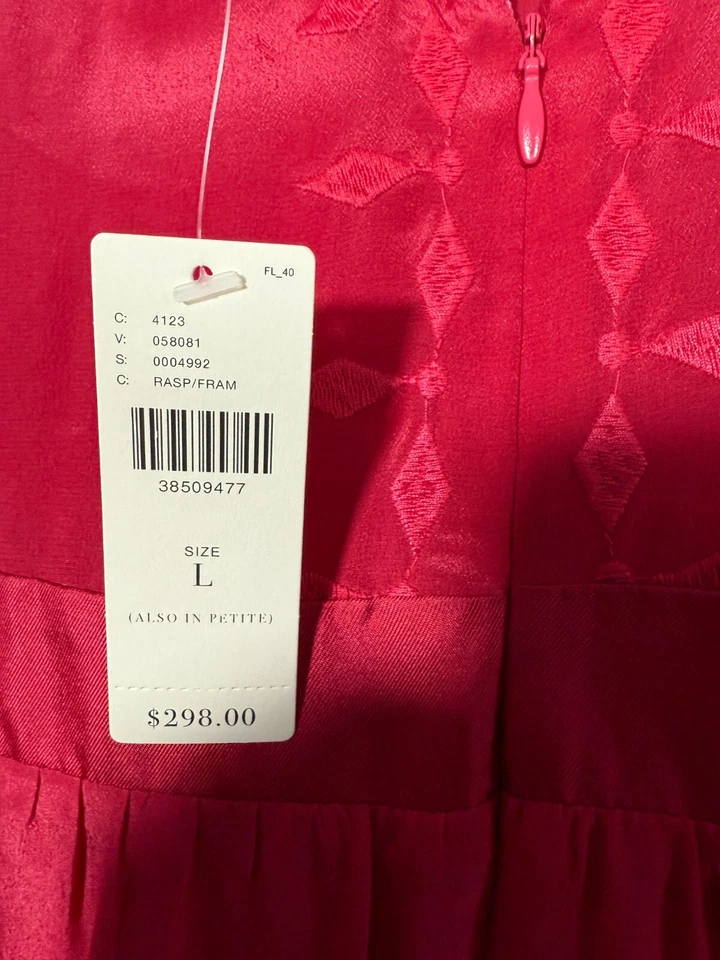 FL_40
C: 4123
V: 058081
S: 0004992
C: RASP/FRAM
38509477
SIZE
L
(ALSO IN PETITE)
$298.00